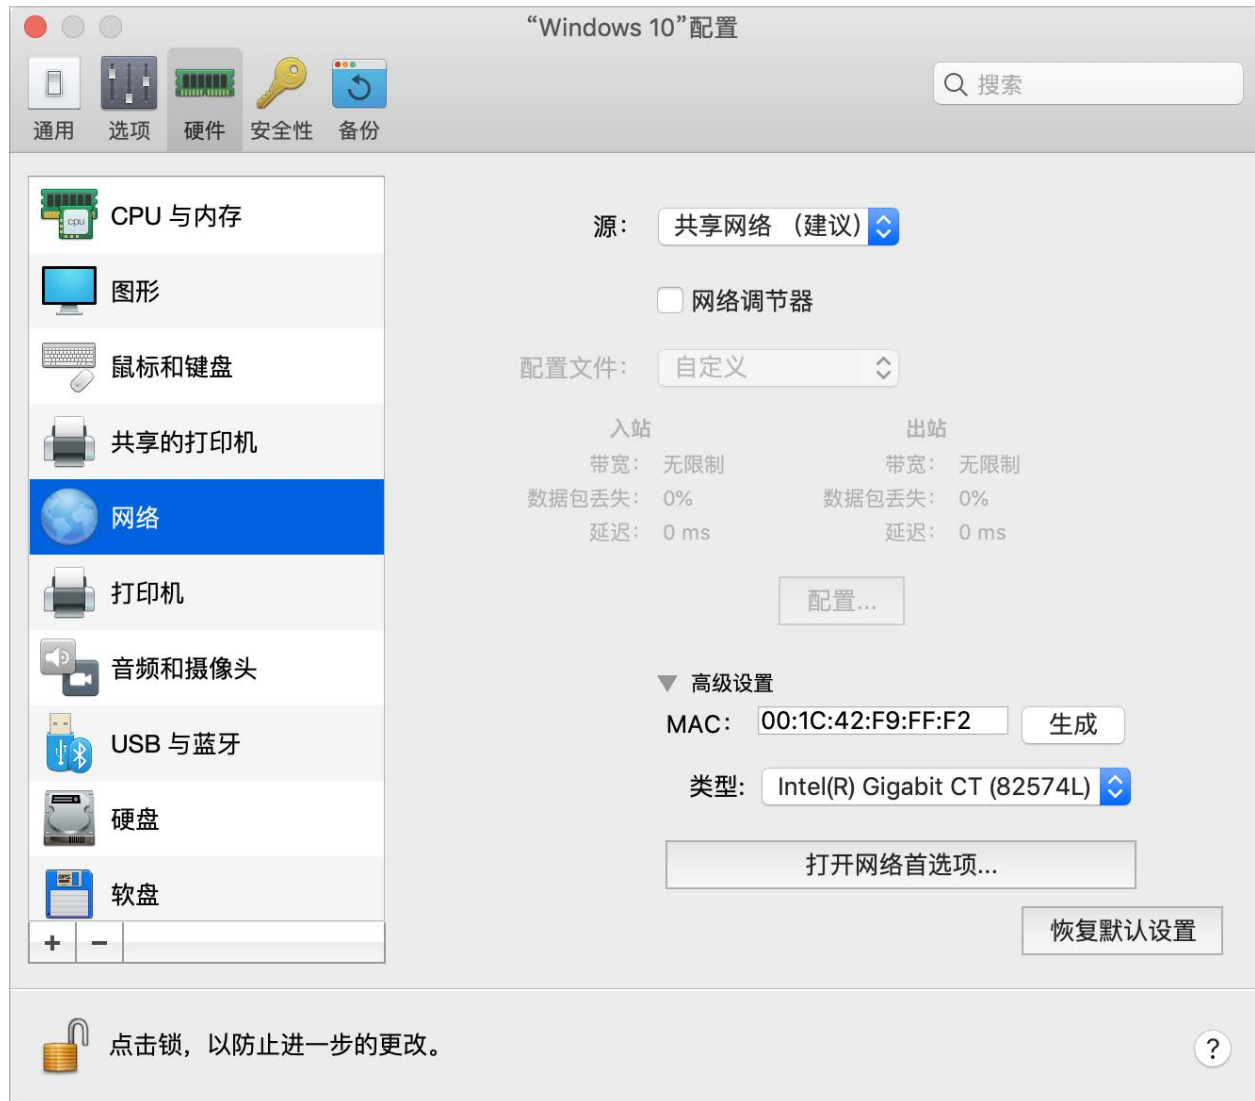 “Windows 10”配置
通用 选项 硬件 安全性 备份
搜索
CPU 与内存
图形
鼠标和键盘
共享的打印机
网络
打印机
音频和摄像头
USB 与蓝牙
硬盘
软盘
+ −
源： 共享网络 （建议）
网络调节器
配置文件： 自定义
入站 出站
带宽： 无限制 带宽： 无限制
数据包丢失： 0% 数据包丢失： 0%
延迟： 0 ms 延迟： 0 ms
配置...
高级设置
MAC： 00:1C:42:F9:FF:F2 生成
类型: Intel(R) Gigabit CT (82574L)
打开网络首选项...
恢复默认设置
点击锁，以防止进一步的更改。
?